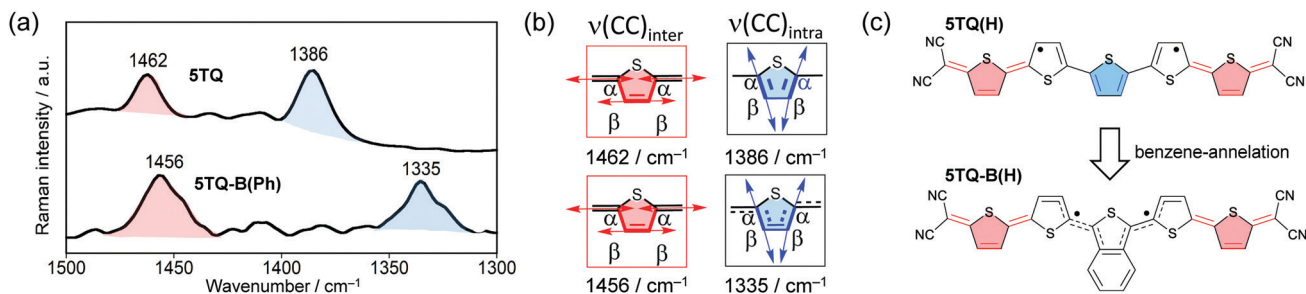 (a)
1462
5TQ
1386
1456
5TQ-B(Ph)
1335
Raman intensity / a.u.
1500 1450 1400 1350 1300
Wavenumber / cm⁻¹
(b)
ν(CC)inter ν(CC)intra
S S
α α α α
β β β β
1462 / cm⁻¹ 1386 / cm⁻¹
S S
α α α α
β β β β
1456 / cm⁻¹ 1335 / cm⁻¹
(c)
5TQ(H)
NC S S S S S CN
NC CN
benzene-annelation
5TQ-B(H)
NC S S S S S CN
NC CN